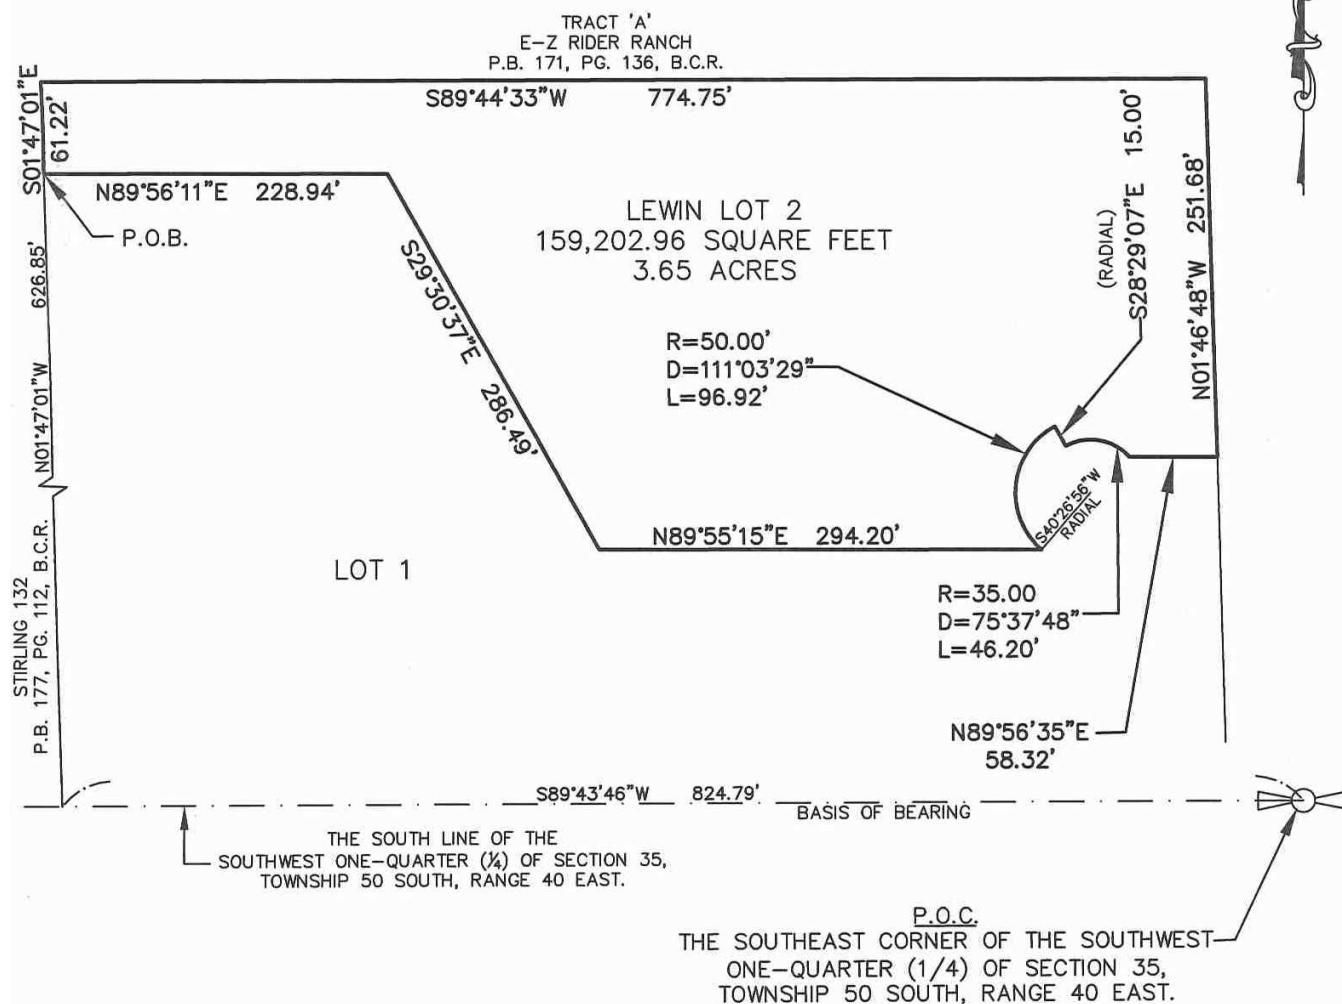 TRACT 'A'
E-Z RIDER RANCH
P.B. 171, PG. 136, B.C.R.
S89°44'33"W 774.75'
S01°47'01"E
61.22'
N89°56'11"E 228.94'
P.O.B.
LEWIN LOT 2
159,202.96 SQUARE FEET
3.65 ACRES
(RADIAL)
S28°29'07"E 15.00'
N01°46'48"W 251.68'
N01°47'01"W 626.85'
S29°30'37"E 286.49'
R=50.00'
D=111°03'29"
L=96.92'
S40°26'56"W
RADIAL
N89°55'15"E 294.20'
LOT 1
R=35.00
D=75°37'48"
L=46.20'
STIRLING 132
P.B. 177, PG. 112, B.C.R.
N89°56'35"E
58.32'
S89°43'46"W 824.79'
BASIS OF BEARING
THE SOUTH LINE OF THE
SOUTHWEST ONE-QUARTER (¼) OF SECTION 35,
TOWNSHIP 50 SOUTH, RANGE 40 EAST.
P.O.C.
THE SOUTHEAST CORNER OF THE SOUTHWEST
ONE-QUARTER (1/4) OF SECTION 35,
TOWNSHIP 50 SOUTH, RANGE 40 EAST.